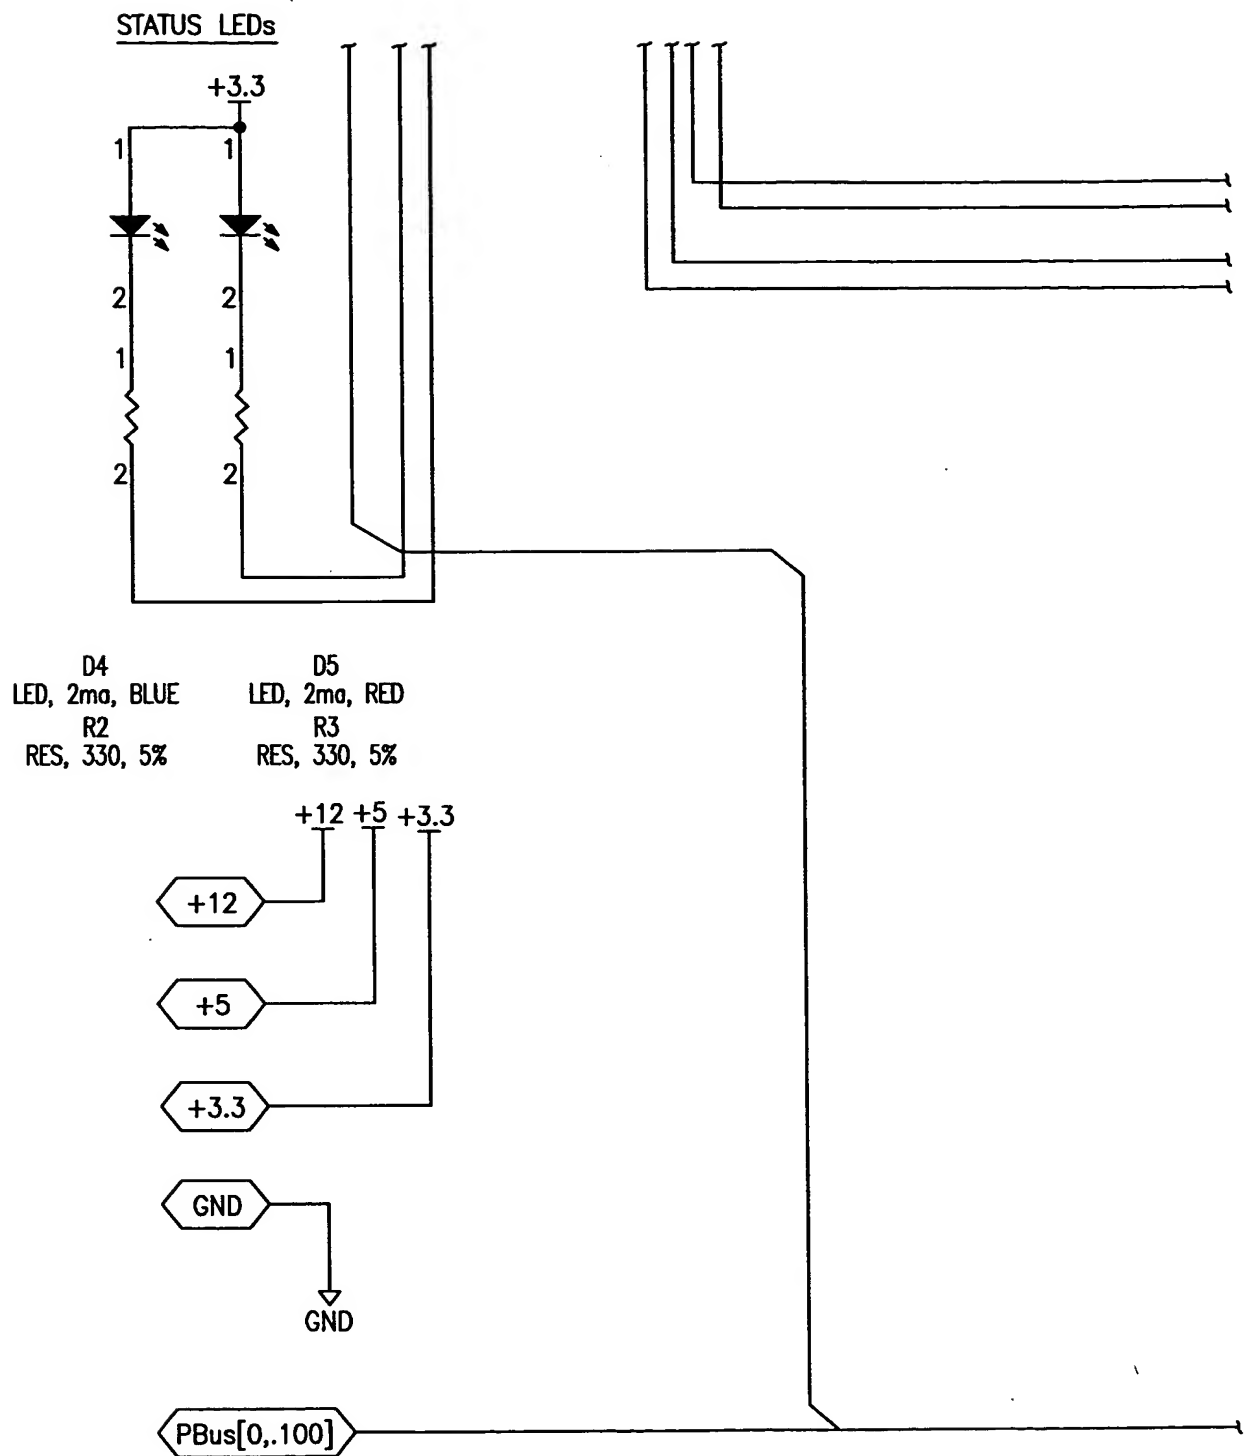 STATUS LEDs
+3.3
1 1
2 2
1 1
2 2
D4
LED, 2ma, BLUE
R2
RES, 330, 5%
D5
LED, 2ma, RED
R3
RES, 330, 5%
+12 +5 +3.3
+12
+5
+3.3
GND
GND
PBus[0,.100]